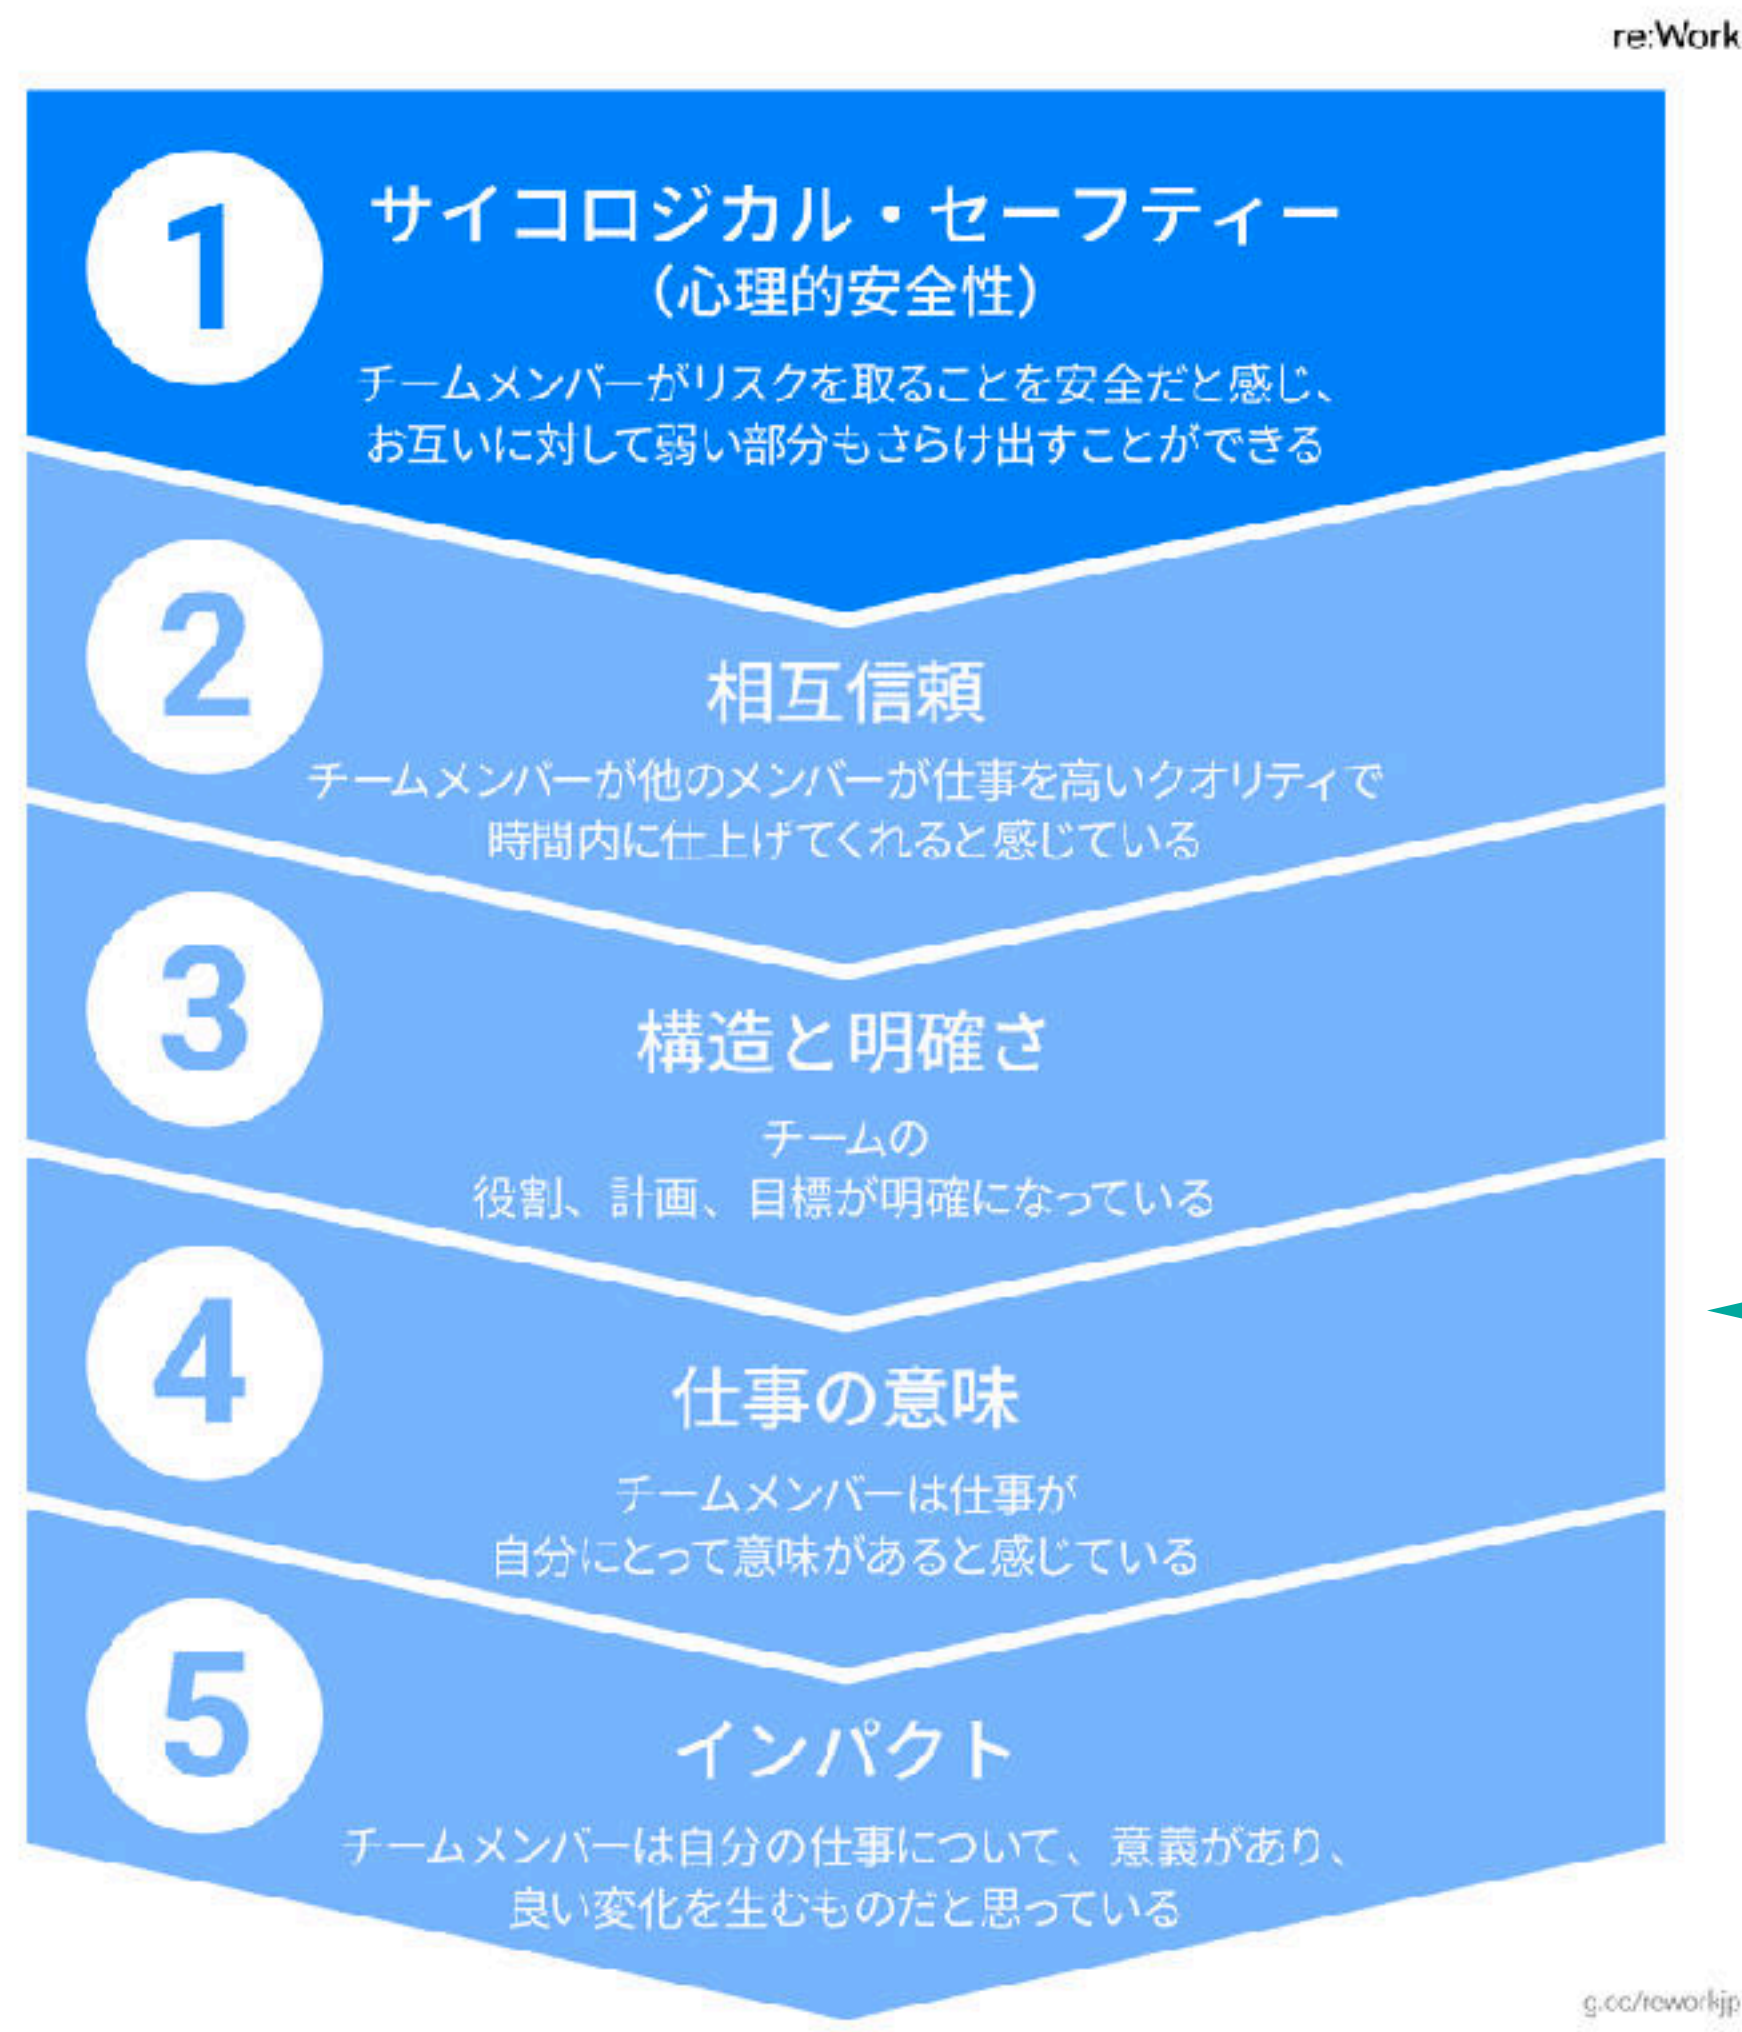 re:Work
1
サイコロジカル・セーフティー
(心理的安全性)
チームメンバーがリスクを取ることを安全だと感じ、
お互いに対して弱い部分もさらけ出すことができる
2
相互信頼
チームメンバーが他のメンバーが仕事を高いクオリティで
時間内に仕上げてくれると感じている
3
構造と明確さ
チームの
役割、計画、目標が明確になっている
4
仕事の意味
チームメンバーは仕事が
自分にとって意味があると感じている
5
インパクト
チームメンバーは自分の仕事について、意義があり、
良い変化を生むものだと思っている
g.co/reworkjp